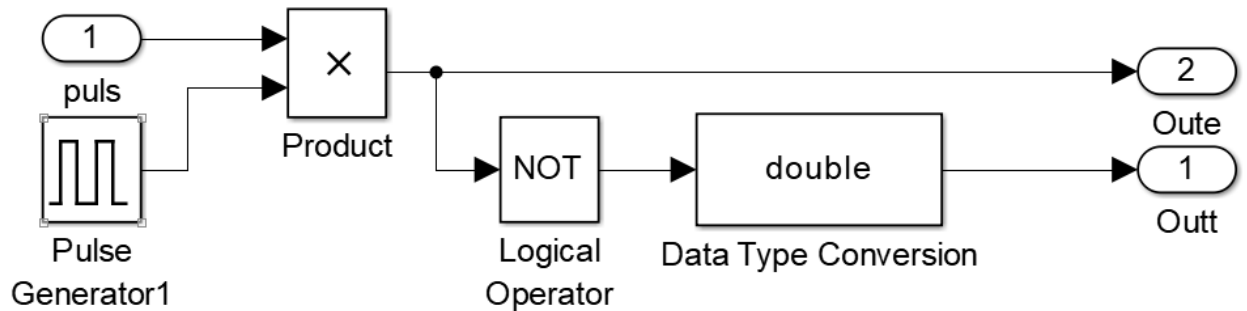 1
puls
Pulse
Generator1
×
Product
NOT
Logical
Operator
double
Data Type Conversion
2
Oute
1
Outt